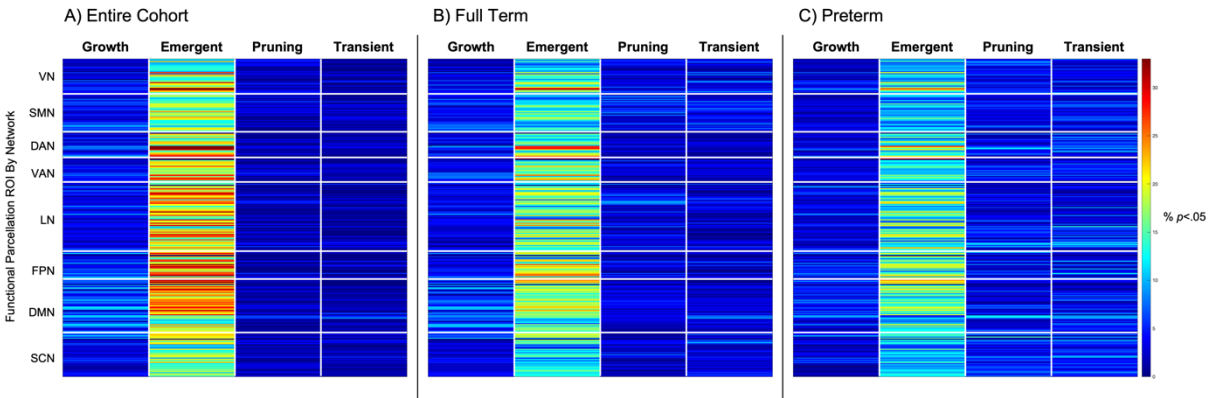 A) Entire Cohort
B) Full Term
C) Preterm
Growth Emergent Pruning Transient
Growth Emergent Pruning Transient
Growth Emergent Pruning Transient
Functional Parcellation ROI By Network
VN
SMN
DAN
VAN
LN
FPN
DMN
SCN
30
25
20
15
10
5
0
% p<.05